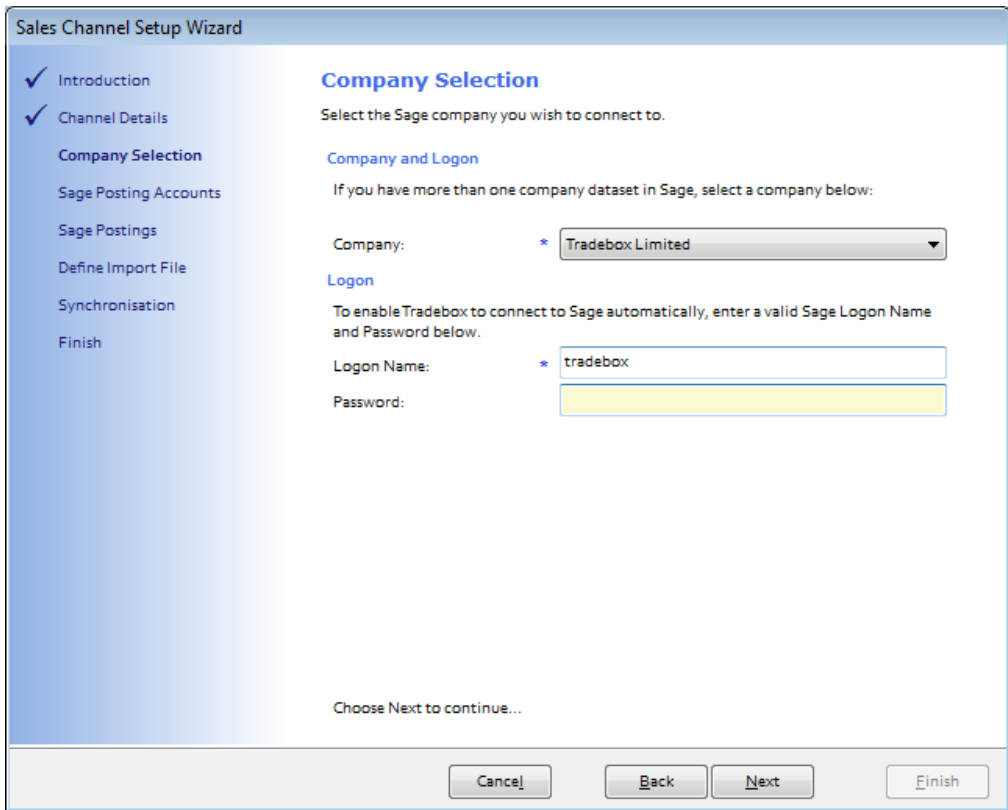 Sales Channel Setup Wizard
Introduction
Channel Details
Company Selection
Sage Posting Accounts
Sage Postings
Define Import File
Synchronisation
Finish
Company Selection
Select the Sage company you wish to connect to.
Company and Logon
If you have more than one company dataset in Sage, select a company below:
Company: * Tradebox Limited
Logon
To enable Tradebox to connect to Sage automatically, enter a valid Sage Logon Name
and Password below.
Logon Name: * tradebox
Password:
Choose Next to continue...
Cancel Back Next Finish